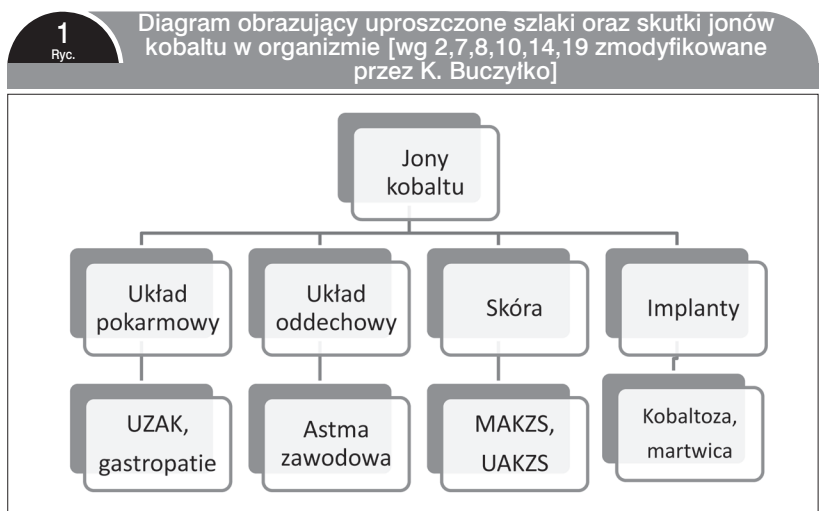 1
Ryc.
Diagram obrazujący uproszczone szlaki oraz skutki jonów
kobaltu w organizmie [wg 2,7,8,10,14,19 zmodyfikowane
przez K. Buczyłko]
Jony
kobaltu
Układ
pokarmowy
Układ
oddechowy
Skóra
Implanty
UZAK,
gastropatie
Astma
zawodowa
MAKZS,
UAKZS
Kobaltoza,
martwica